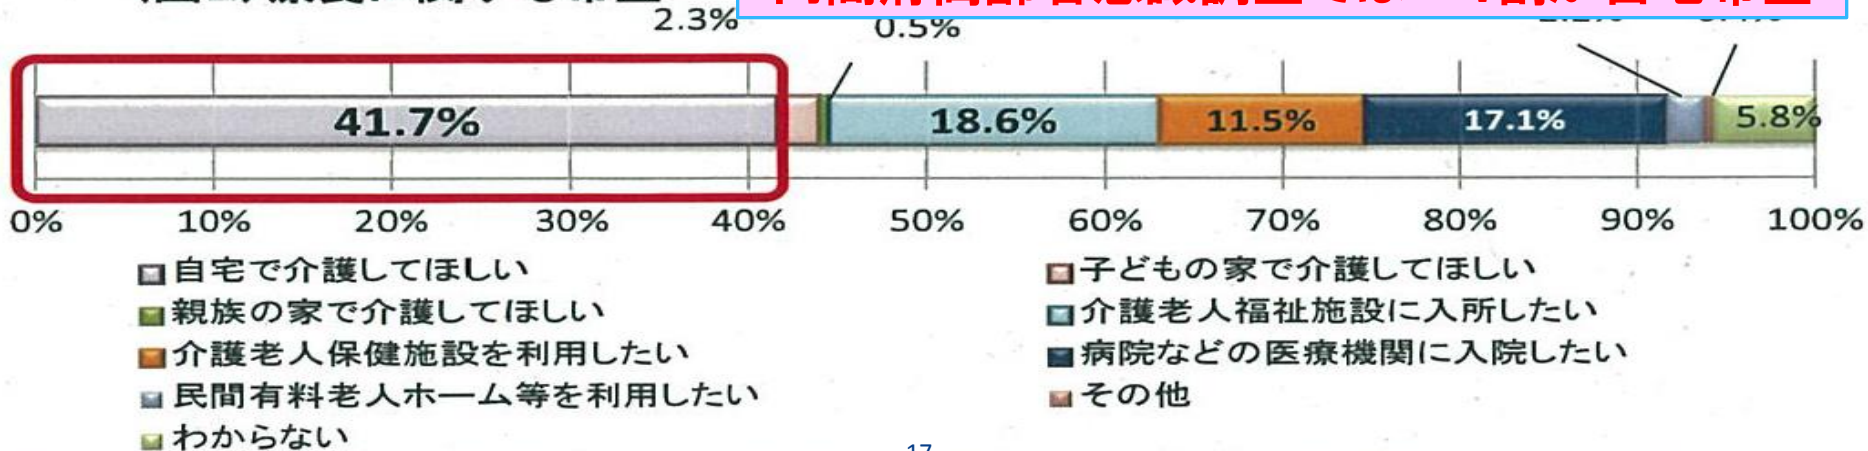 2.3%
0.5%
41.7%
18.6%
11.5%
17.1%
5.8%
0% 10% 20% 30% 40% 50% 60% 70% 80% 90% 100%
自宅で介護してほしい
子どもの家で介護してほしい
親族の家で介護してほしい
介護老人福祉施設に入所したい
介護老人保健施設を利用したい
病院などの医療機関に入院したい
民間有料老人ホーム等を利用したい
その他
わからない